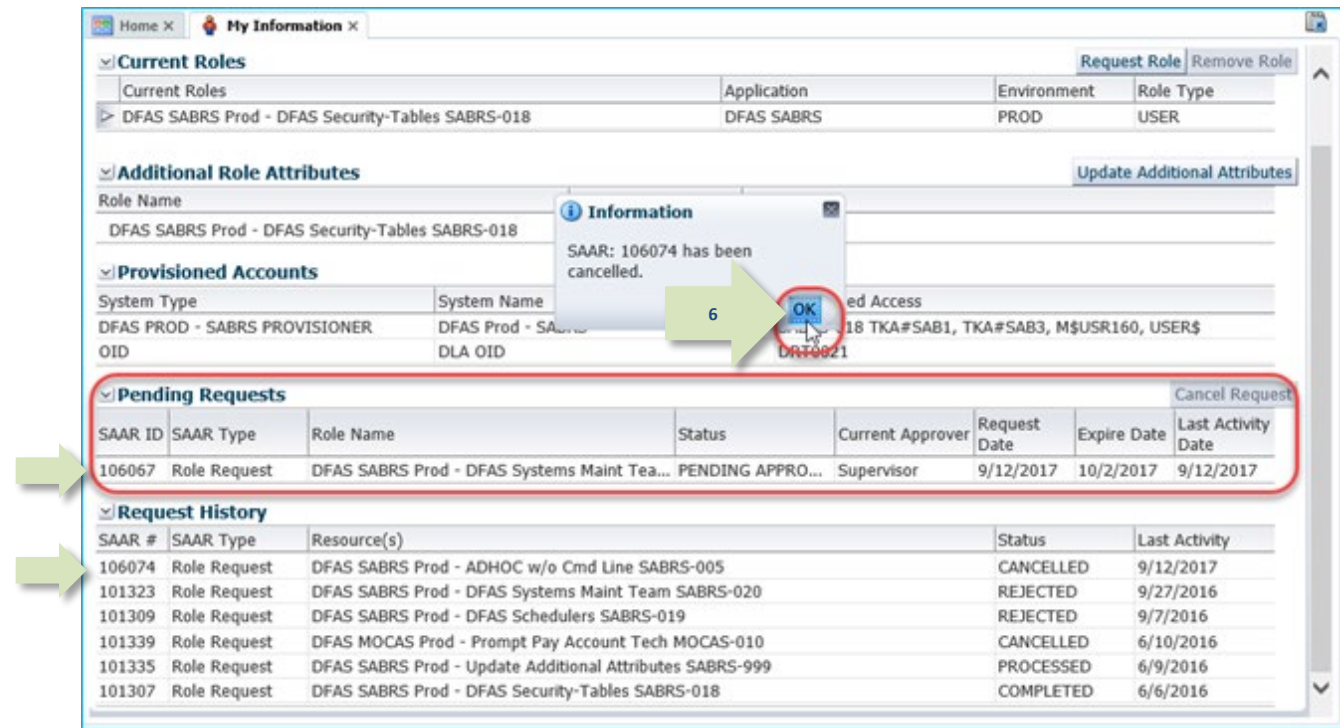 Home × My Information ×
Current Roles Request Role Remove Role
Current Roles Application Environment Role Type
DFAS SABRS Prod - DFAS Security-Tables SABRS-018 DFAS SABRS PROD USER
Additional Role Attributes Update Additional Attributes
Role Name
DFAS SABRS Prod - DFAS Security-Tables SABRS-018
Information
SAAR: 106074 has been
cancelled.
OK
6
Provisioned Accounts
System Type System Name ed Access
DFAS PROD - SABRS PROVISIONER DFAS Prod - 18 TKA#SAB1, TKA#SAB3, M$USR160, USER$
OID DLA OID DRT0021
Pending Requests Cancel Request
SAAR ID SAAR Type Role Name Status Current Approver Request Date Expire Date Last Activity Date
106067 Role Request DFAS SABRS Prod - DFAS Systems Maint Tea... PENDING APPRO... Supervisor 9/12/2017 10/2/2017 9/12/2017
Request History
SAAR # SAAR Type Resource(s) Status Last Activity
106074 Role Request DFAS SABRS Prod - ADHOC w/o Cmd Line SABRS-005 CANCELLED 9/12/2017
101323 Role Request DFAS SABRS Prod - DFAS Systems Maint Team SABRS-020 REJECTED 9/27/2016
101309 Role Request DFAS SABRS Prod - DFAS Schedulers SABRS-019 REJECTED 9/7/2016
101339 Role Request DFAS MOCAS Prod - Prompt Pay Account Tech MOCAS-010 CANCELLED 6/10/2016
101335 Role Request DFAS SABRS Prod - Update Additional Attributes SABRS-999 PROCESSED 6/9/2016
101307 Role Request DFAS SABRS Prod - DFAS Security-Tables SABRS-018 COMPLETED 6/6/2016